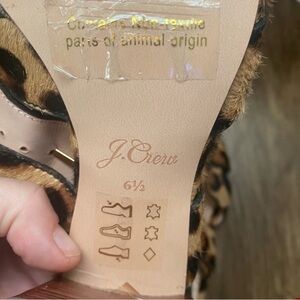 Contains Non-textile
parts of animal origin
J.Crew
6½